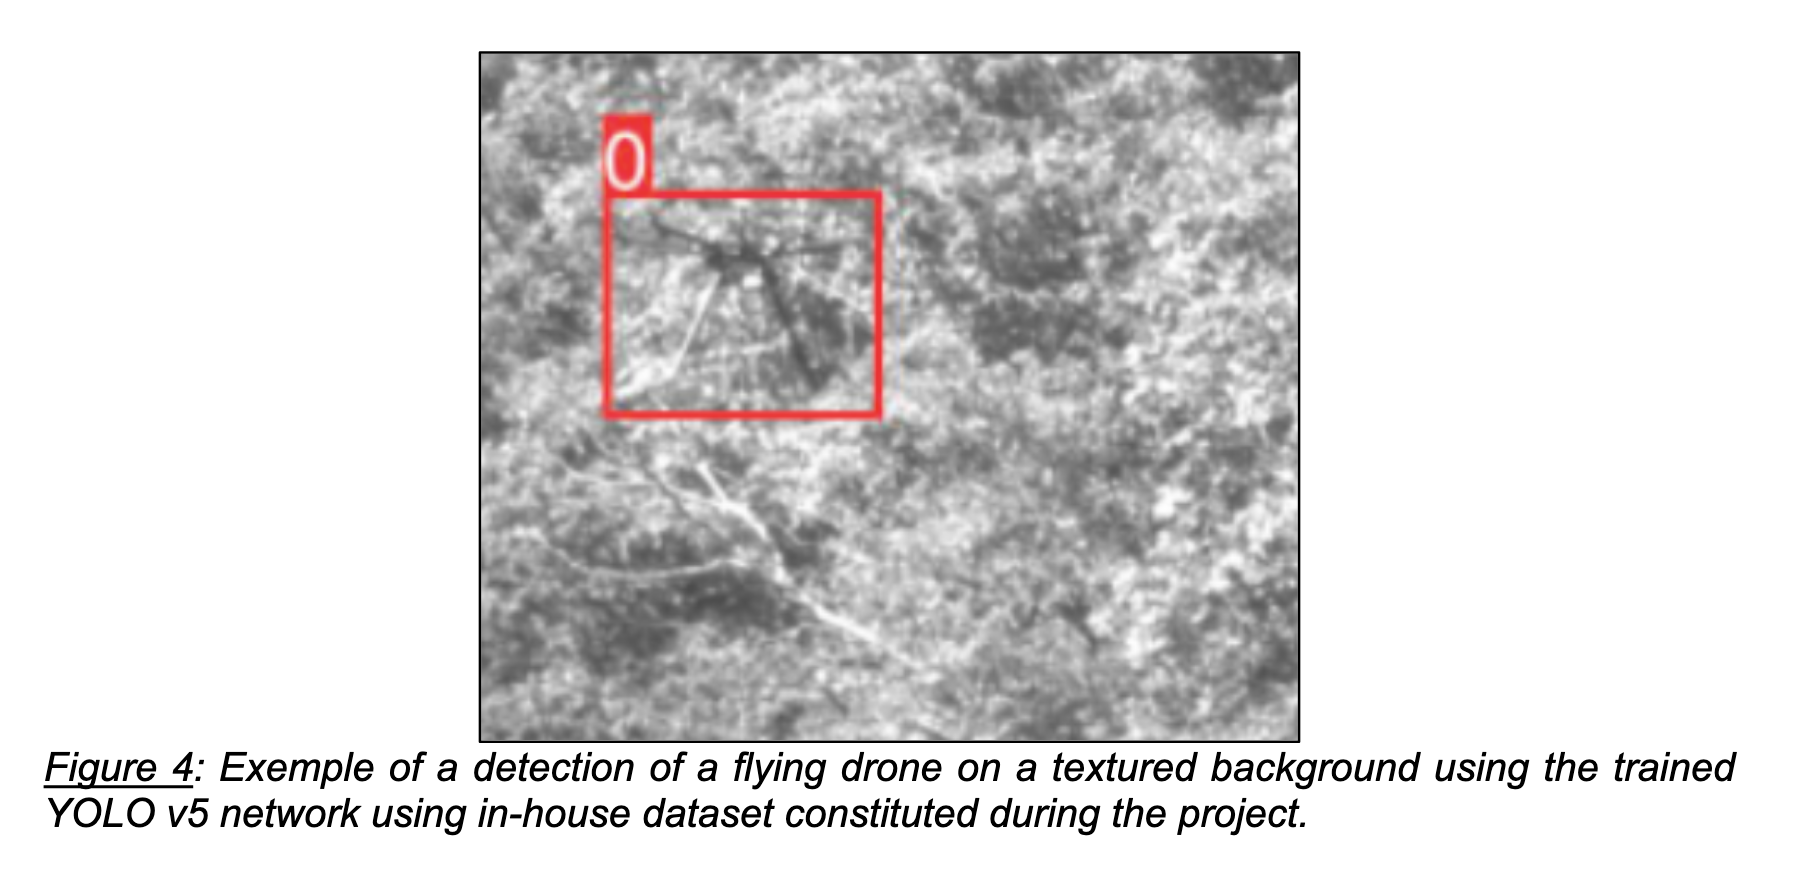 0
Figure 4: Exemple of a detection of a flying drone on a textured background using the trained
YOLO v5 network using in-house dataset constituted during the project.